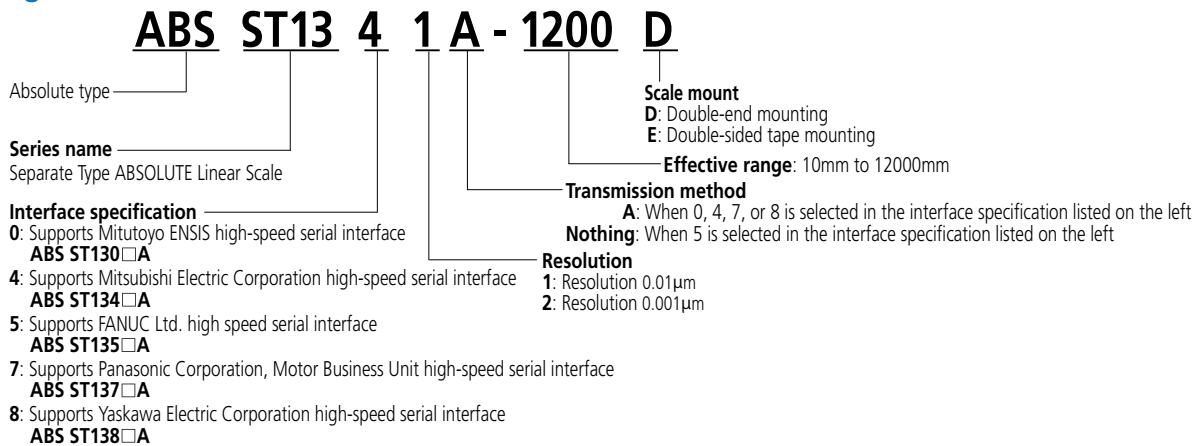 ABS ST13 4 1 A - 1200 D
Absolute type
Series name
Separate Type ABSOLUTE Linear Scale
Interface specification
0: Supports Mitutoyo ENSIS high-speed serial interface
ABS ST130□A
4: Supports Mitsubishi Electric Corporation high-speed serial interface
ABS ST134□A
5: Supports FANUC Ltd. high speed serial interface
ABS ST135□A
7: Supports Panasonic Corporation, Motor Business Unit high-speed serial interface
ABS ST137□A
8: Supports Yaskawa Electric Corporation high-speed serial interface
ABS ST138□A
Scale mount
D: Double-end mounting
E: Double-sided tape mounting
Effective range: 10mm to 12000mm
Transmission method
A: When 0, 4, 7, or 8 is selected in the interface specification listed on the left
Nothing: When 5 is selected in the interface specification listed on the left
Resolution
1: Resolution 0.01μm
2: Resolution 0.001μm